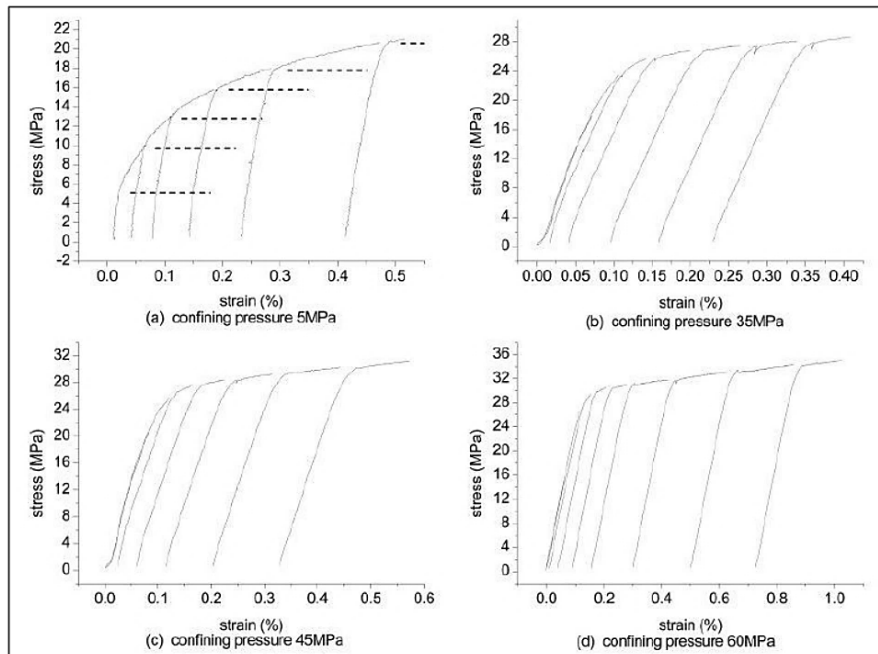 22
20
18
16
14
12
10
8
6
4
2
0
-2
stress (MPa)
0.0 0.1 0.2 0.3 0.4 0.5
strain (%)
(a) confining pressure 5MPa
28
24
20
16
12
8
4
0
stress (MPa)
0.00 0.05 0.10 0.15 0.20 0.25 0.30 0.35 0.40
strain (%)
(b) confining pressure 35MPa
32
28
24
20
16
12
8
4
0
stress (MPa)
0.0 0.1 0.2 0.3 0.4 0.5 0.6
strain (%)
(c) confining pressure 45MPa
36
32
28
24
20
16
12
8
4
0
stress (MPa)
0.0 0.2 0.4 0.6 0.8 1.0
strain (%)
(d) confining pressure 60MPa